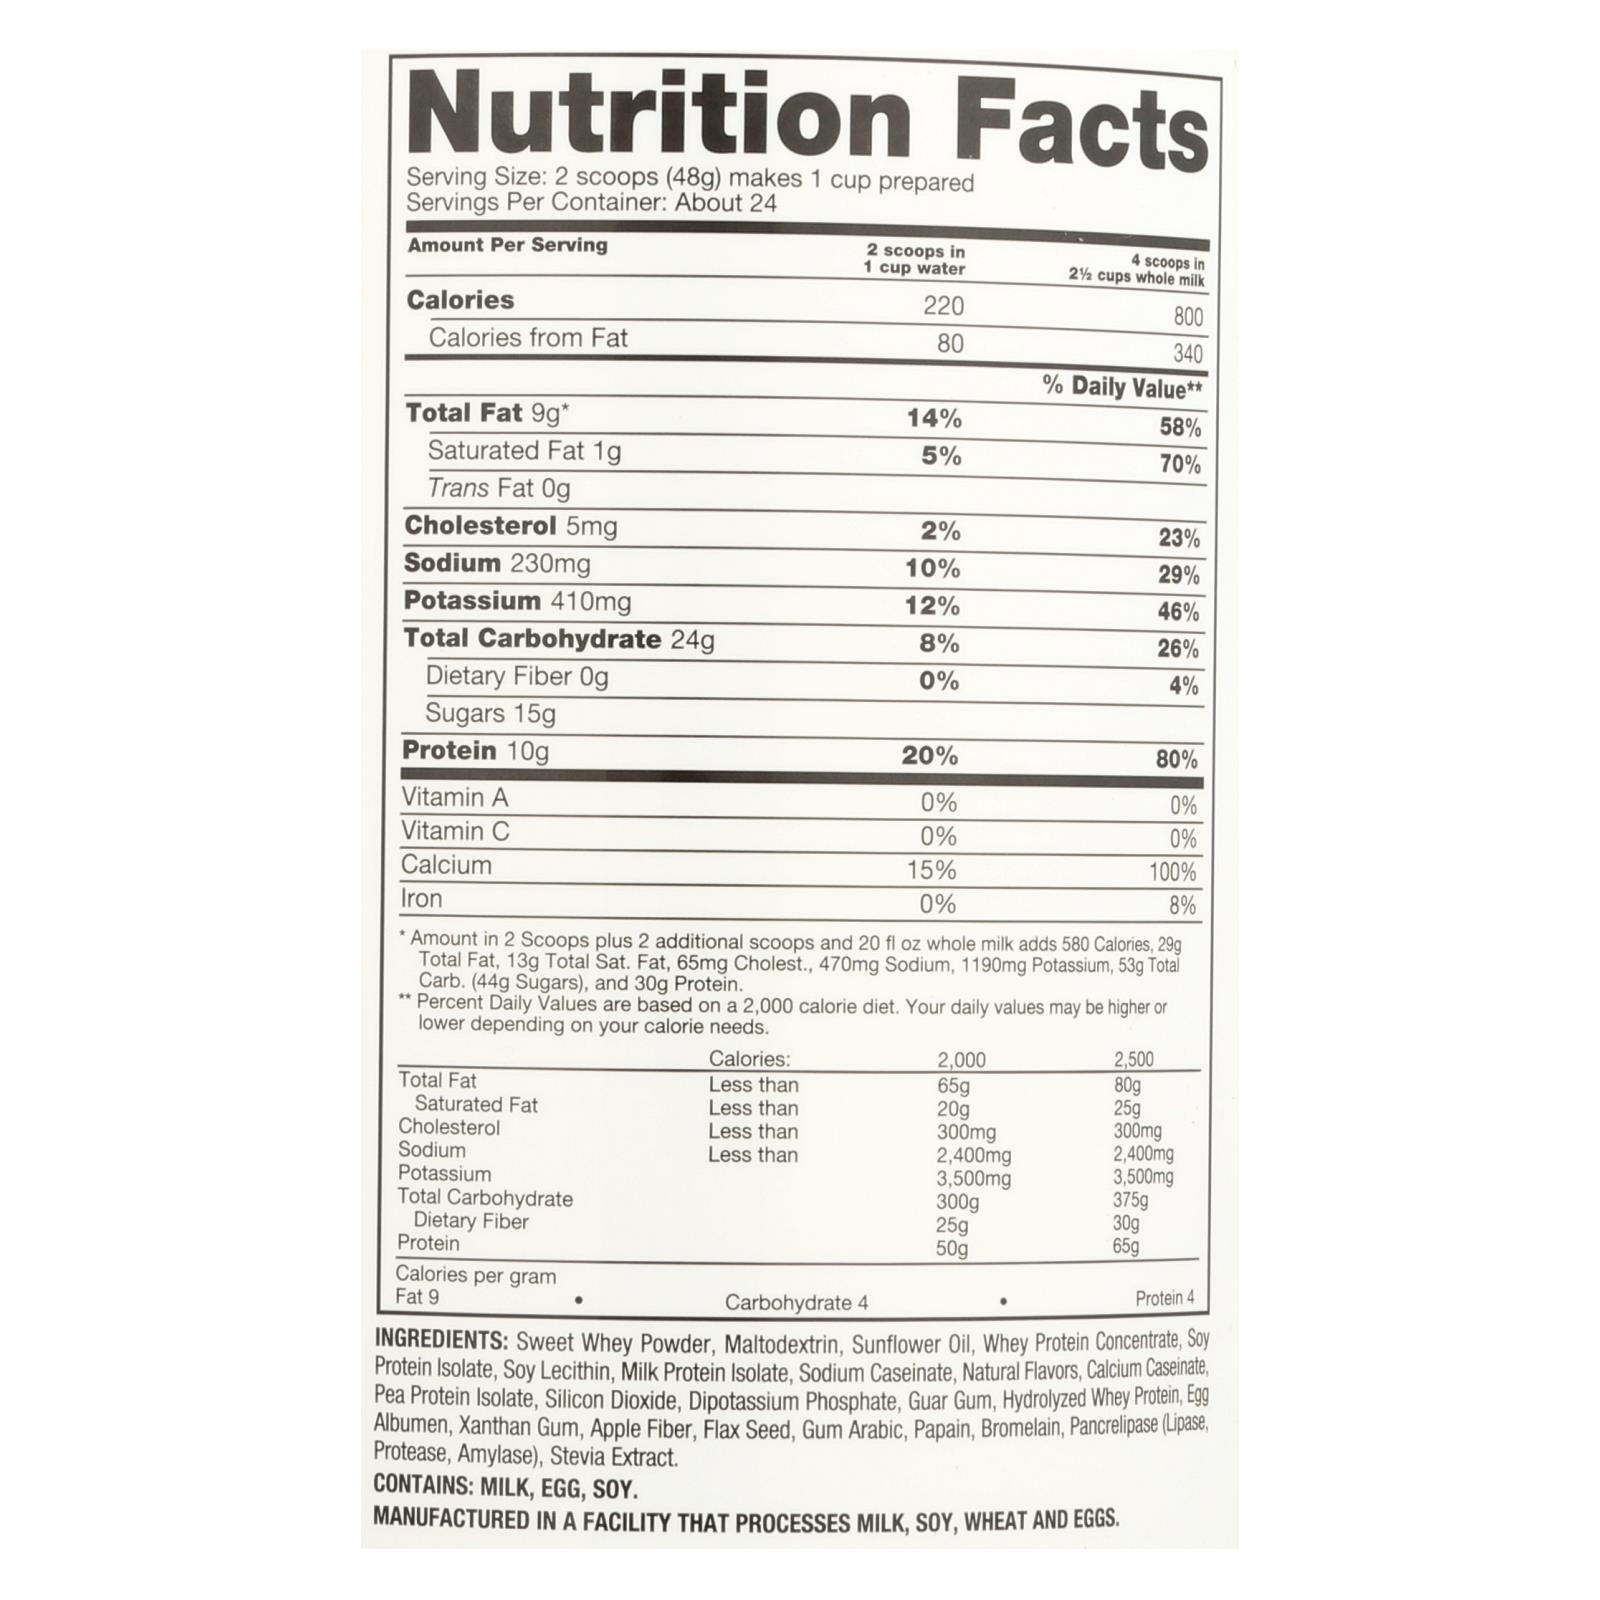 Nutrition Facts
Serving Size: 2 scoops (48g) makes 1 cup prepared
Servings Per Container: About 24
Amount Per Serving 2 scoops in 1 cup water 4 scoops in 2½ cups whole milk
Calories 220 800
Calories from Fat 80 340
% Daily Value**
Total Fat 9g* 14% 58%
Saturated Fat 1g 5% 70%
Trans Fat 0g
Cholesterol 5mg 2% 23%
Sodium 230mg 10% 29%
Potassium 410mg 12% 46%
Total Carbohydrate 24g 8% 26%
Dietary Fiber 0g 0% 4%
Sugars 15g
Protein 10g 20% 80%
Vitamin A 0% 0%
Vitamin C 0% 0%
Calcium 15% 100%
Iron 0% 8%
* Amount in 2 Scoops plus 2 additional scoops and 20 fl oz whole milk adds 580 Calories, 29g
Total Fat, 13g Total Sat. Fat, 65mg Cholest., 470mg Sodium, 1190mg Potassium, 53g Total
Carb. (44g Sugars), and 30g Protein.
** Percent Daily Values are based on a 2,000 calorie diet. Your daily values may be higher or
lower depending on your calorie needs.
Calories: 2,000 2,500
Total Fat Less than 65g 80g
Saturated Fat Less than 20g 25g
Cholesterol Less than 300mg 300mg
Sodium Less than 2,400mg 2,400mg
Potassium 3,500mg 3,500mg
Total Carbohydrate 300g 375g
Dietary Fiber 25g 30g
Protein 50g 65g
Calories per gram
Fat 9 • Carbohydrate 4 • Protein 4
INGREDIENTS: Sweet Whey Powder, Maltodextrin, Sunflower Oil, Whey Protein Concentrate, Soy
Protein Isolate, Soy Lecithin, Milk Protein Isolate, Sodium Caseinate, Natural Flavors, Calcium Caseinate,
Pea Protein Isolate, Silicon Dioxide, Dipotassium Phosphate, Guar Gum, Hydrolyzed Whey Protein, Egg
Albumen, Xanthan Gum, Apple Fiber, Flax Seed, Gum Arabic, Papain, Bromelain, Pancrelipase (Lipase,
Protease, Amylase), Stevia Extract.
CONTAINS: MILK, EGG, SOY.
MANUFACTURED IN A FACILITY THAT PROCESSES MILK, SOY, WHEAT AND EGGS.